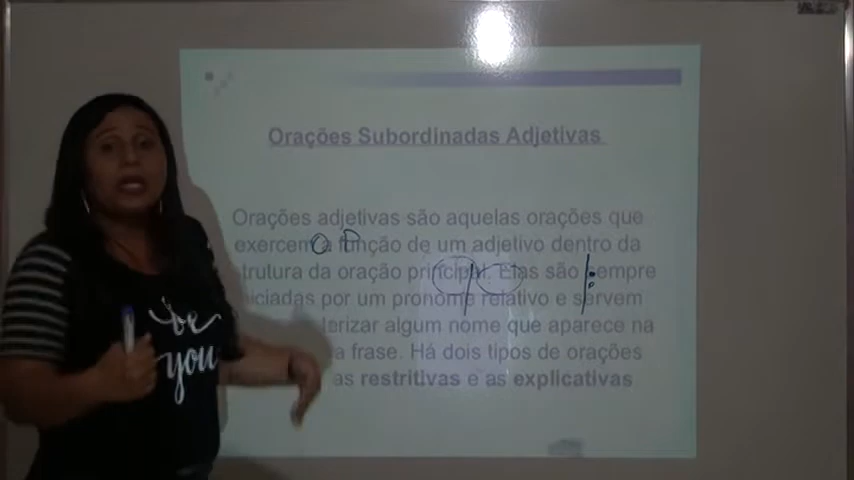 Orações Subordinadas Adjetivas
Orações adjetivas são aquelas orações que
exercem a função de um adjetivo dentro da
trutura da oração principal. Elas são sempre
iciadas por um pronome relativo e servem
rizar algum nome que aparece na
a frase. Há dois tipos de orações
as restritivas e as explicativas
O P
be
you